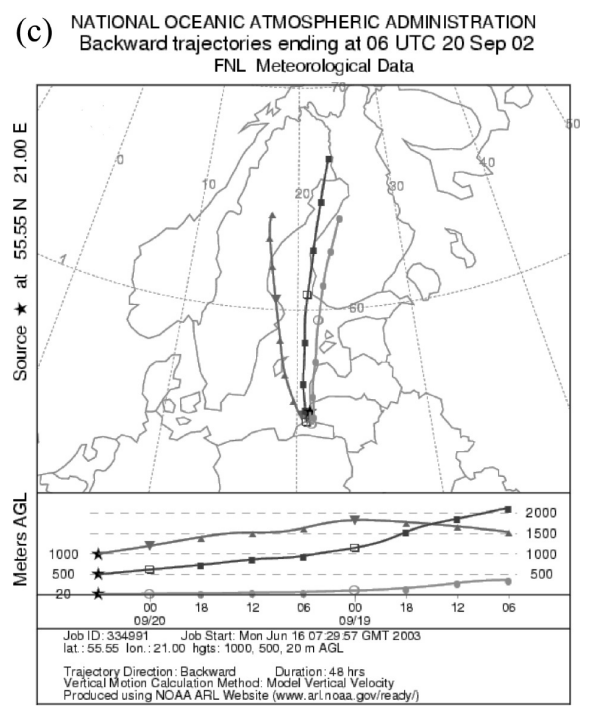 (c) NATIONAL OCEANIC ATMOSPHERIC ADMINISTRATION
Backward trajectories ending at 06 UTC 20 Sep 02
FNL Meteorological Data
Source ★ at 55.55 N 21.00 E
70
50
0
10
20
30
40
60
Meters AGL
2000
1500
1000 1000
500 500
20
00 18 12 06 00 18 12 06
09/20 09/19
Job ID: 334991 Job Start: Mon Jun 16 07:29:57 GMT 2003
lat.: 55.55 lon.: 21.00 hgts: 1000, 500, 20 m AGL
Trajectory Direction: Backward Duration: 48 hrs
Vertical Motion Calculation Method: Model Vertical Velocity
Produced using NOAA ARL Website (www.arl.noaa.gov/ready/)